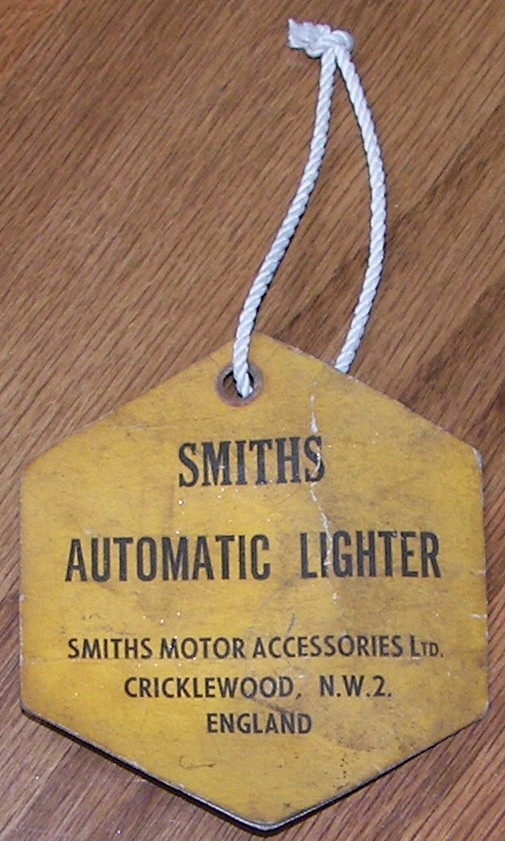 SMITHS
AUTOMATIC LIGHTER
SMITHS MOTOR ACCESSORIES LTD.
CRICKLEWOOD, N.W.2.
ENGLAND